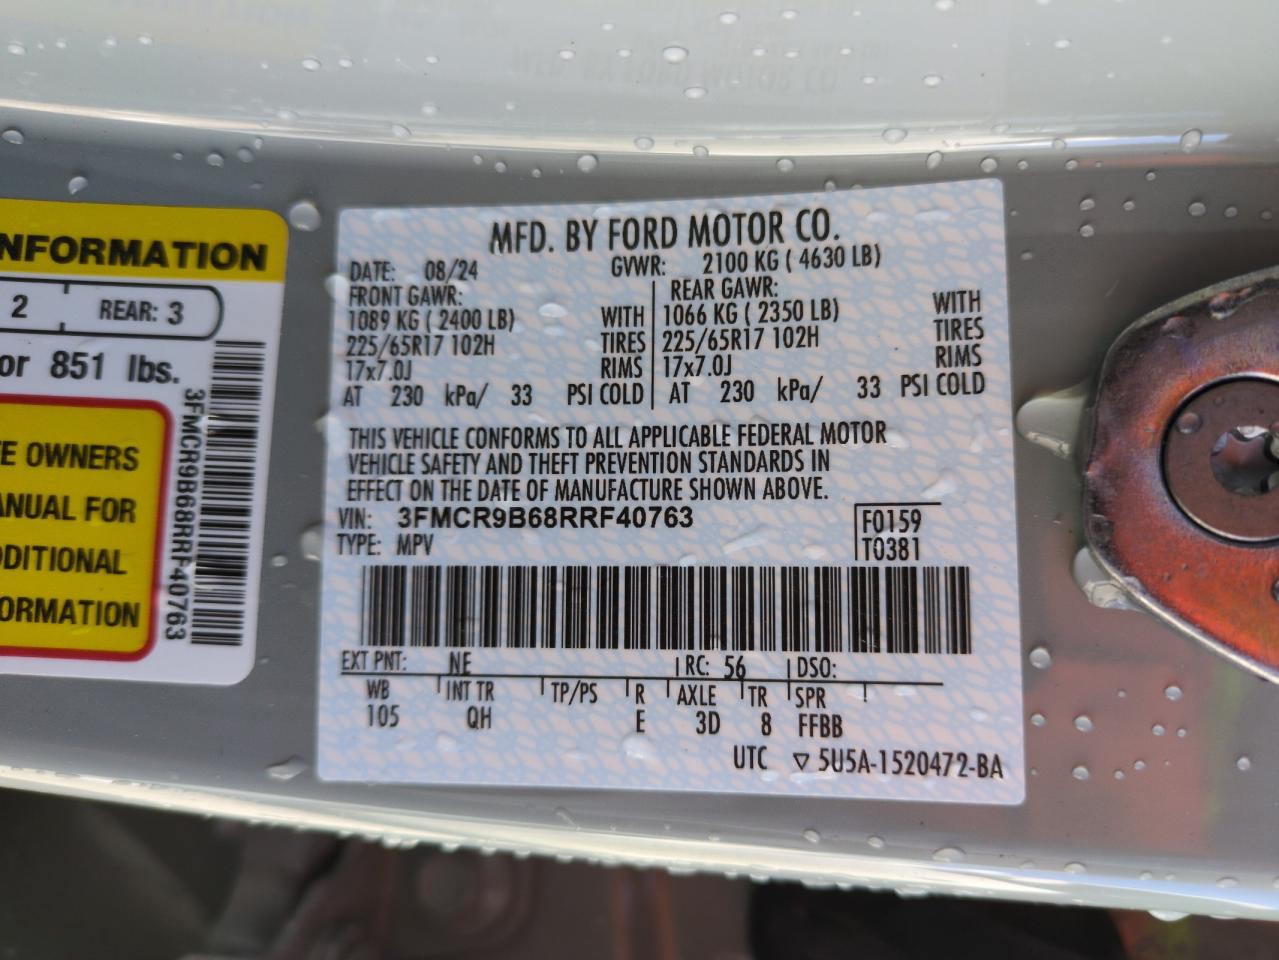 NFORMATION
2 REAR: 3
or 851 lbs.
E OWNERS
ANUAL FOR
DDITIONAL
ORMATION
3FMCR9B68RRF40763
MFD. BY FORD MOTOR CO.
DATE: 08/24 GVWR: 2100 KG ( 4630 LB)
FRONT GAWR: REAR GAWR:
1089 KG ( 2400 LB) WITH 1066 KG ( 2350 LB) WITH
225/65R17 102H TIRES 225/65R17 102H TIRES
17x7.0J RIMS 17x7.0J RIMS
AT 230 kPa/ 33 PSI COLD AT 230 kPa/ 33 PSI COLD
THIS VEHICLE CONFORMS TO ALL APPLICABLE FEDERAL MOTOR
VEHICLE SAFETY AND THEFT PREVENTION STANDARDS IN
EFFECT ON THE DATE OF MANUFACTURE SHOWN ABOVE.
VIN: 3FMCR9B68RRF40763 F0159
TYPE: MPV T0381
EXT PNT: NE RC: 56 DSO:
WB INT TR TP/PS R AXLE TR SPR
105 QH E 3D 8 FFBB
UTC ▽ 5U5A-1520472-BA